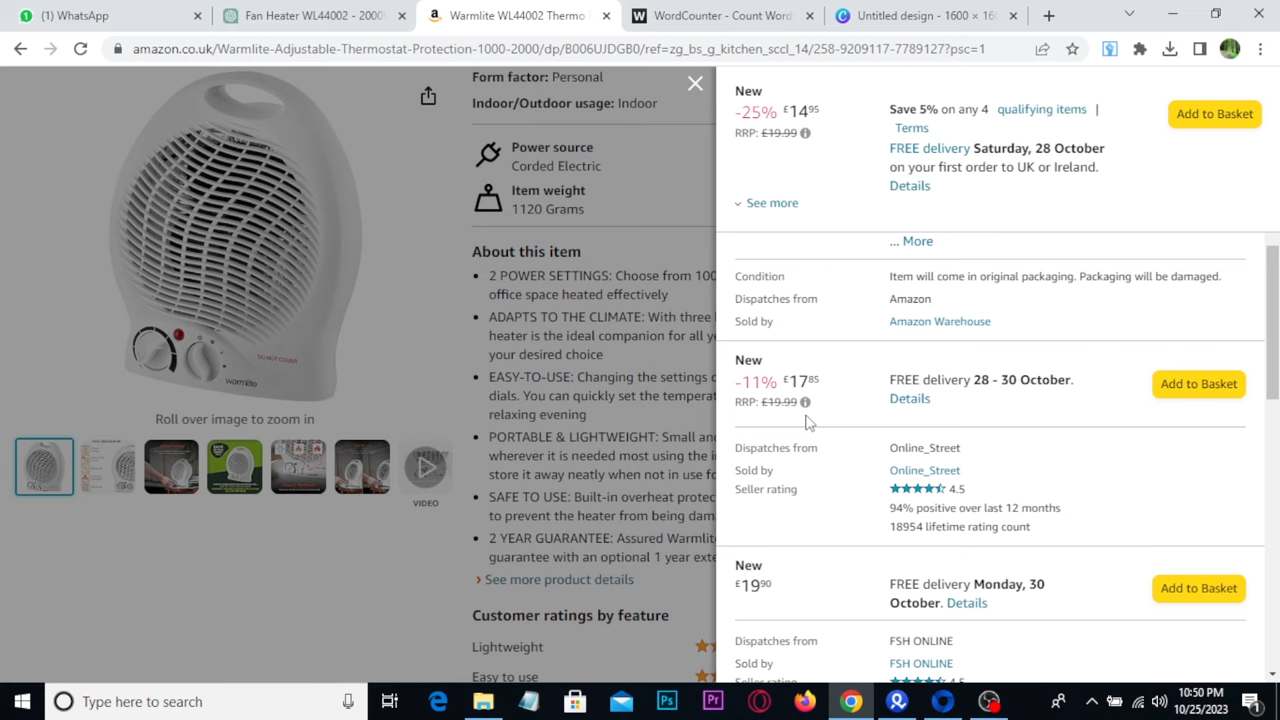 (1) WhatsApp
Fan Heater WL44002 - 2000
Warmlite WL44002 Thermo
WordCounter - Count Word
Untitled design - 1600 × 16
amazon.co.uk/Warmlite-Adjustable-Thermostat-Protection-1000-2000/dp/B006UJDGB0/ref=zg_bs_g_kitchen_sccl_14/258-9209117-7789127?psc=1
warmlite
DO NOT COVER
Roll over image to zoom in
VIDEO
Form factor: Personal
Indoor/Outdoor usage: Indoor
Power source
Corded Electric
Item weight
1120 Grams
About this item
• 2 POWER SETTINGS: Choose from 100
office space heated effectively
• ADAPTS TO THE CLIMATE: With three
heater is the ideal companion for all ye
your desired choice
• EASY-TO-USE: Changing the settings
dials. You can quickly set the temperat
relaxing evening
• PORTABLE & LIGHTWEIGHT: Small an
wherever it is needed most using the in
store it away neatly when not in use fo
• SAFE TO USE: Built-in overheat protec
to prevent the heater from being dam
• 2 YEAR GUARANTEE: Assured Warmlit
guarantee with an optional 1 year exte
› See more product details
Customer ratings by feature
Lightweight
Easy to use
New
-25% £1495
RRP: £19.99
Save 5% on any 4 qualifying items |
Terms
FREE delivery Saturday, 28 October
on your first order to UK or Ireland.
Details
Add to Basket
See more
... More
Condition Item will come in original packaging. Packaging will be damaged.
Dispatches from Amazon
Sold by Amazon Warehouse
New
-11% £1785
RRP: £19.99
FREE delivery 28 - 30 October.
Details
Add to Basket
Dispatches from Online_Street
Sold by Online_Street
Seller rating 4.5
94% positive over last 12 months
18954 lifetime rating count
New
£1990
FREE delivery Monday, 30
October. Details
Add to Basket
Dispatches from FSH ONLINE
Sold by FSH ONLINE
Type here to search
Ps
Pr
10:50 PM
10/25/2023
1